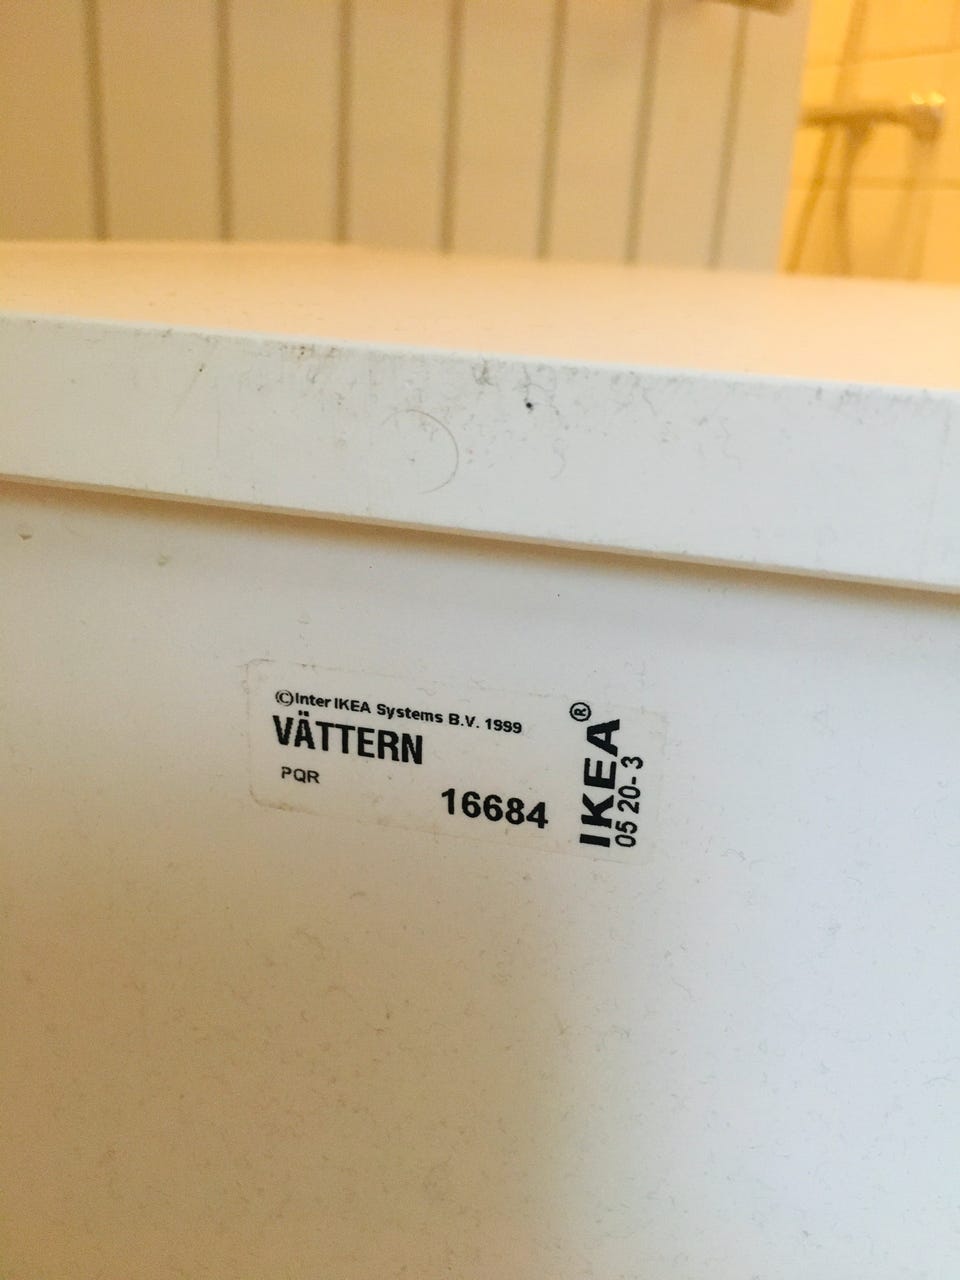 ©Inter IKEA Systems B.V. 1999
VÄTTERN
PQR
16684
IKEA®
05 20-3